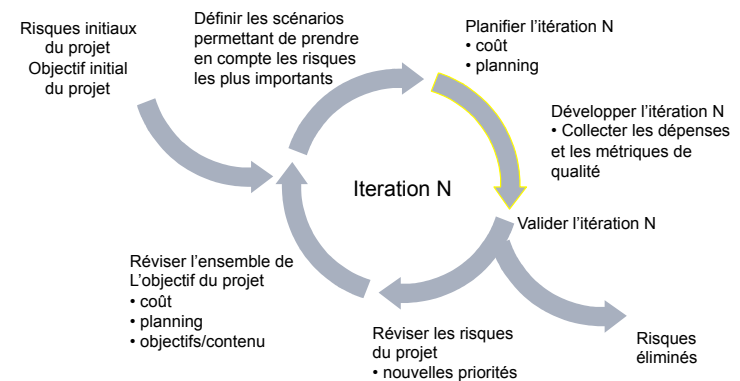 Risques initiaux
du projet
Objectif initial
du projet
Définir les scénarios
permettant de prendre
en compte les risques
les plus importants
Planifier l'itération N
• coût
• planning
Développer l'itération N
• Collecter les dépenses
et les métriques de
qualité
Iteration N
Valider l'itération N
Réviser l'ensemble de
L'objectif du projet
• coût
• planning
• objectifs/contenu
Réviser les risques
du projet
• nouvelles priorités
Risques
éliminés